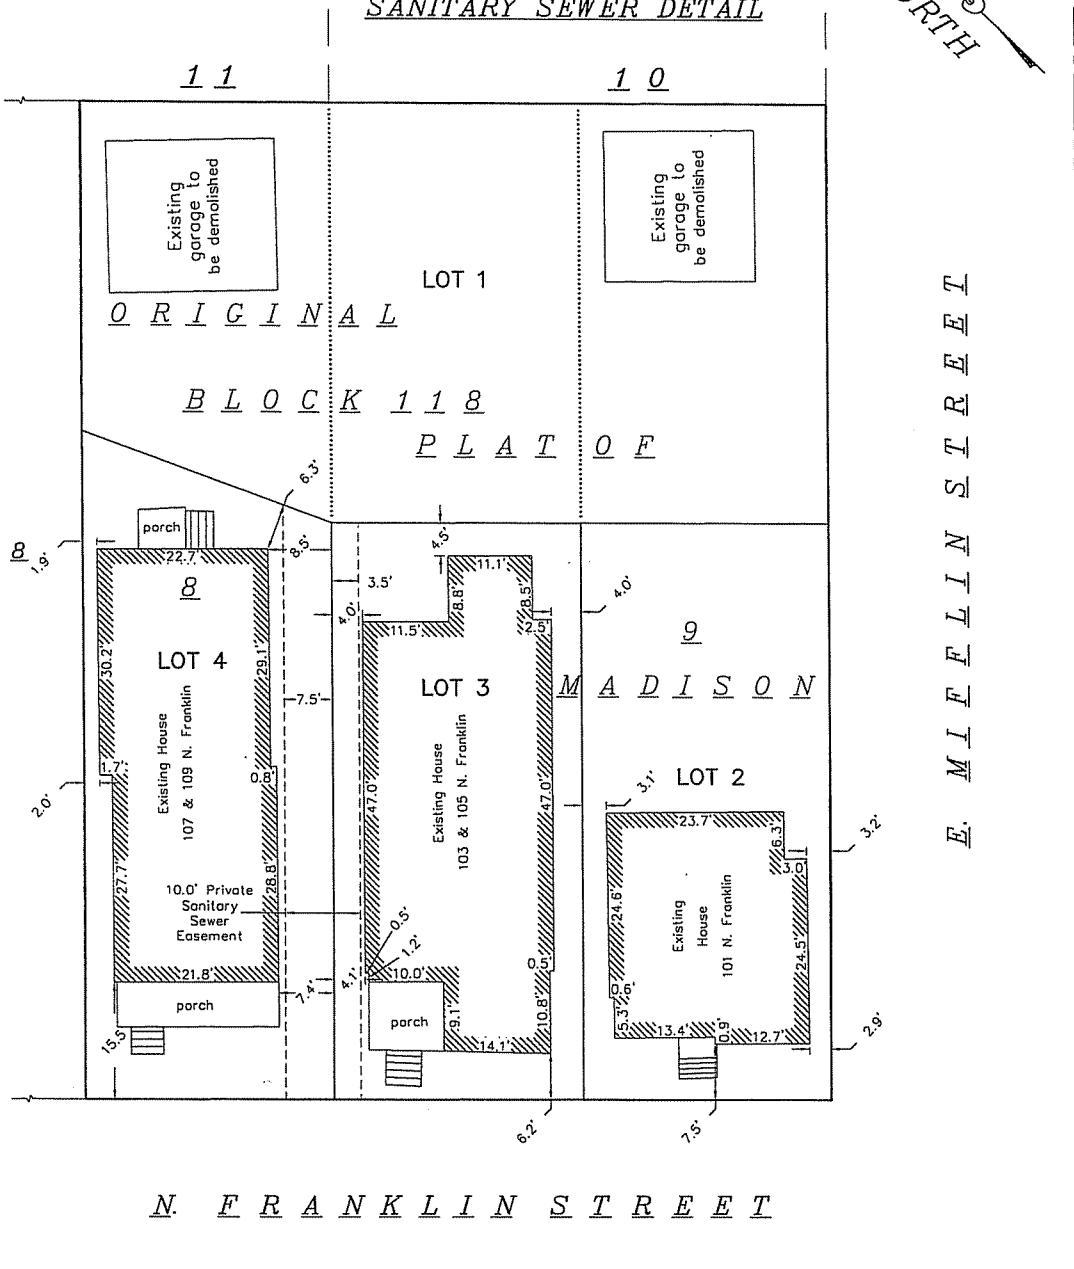 SANITARY SEWER DETAIL
NORTH
11
10
Existing
garage to
be demolished
Existing
garage to
be demolished
LOT 1
ORIGINAL
BLOCK 118
PLAT OF
E. MIFFLIN STREET
6.3'
porch
8
1.9'
22.7'
8.5'
4.5'
11.1'
3.5'
4.0'
8.8'
8.5'
4.0'
8
11.5'
2.5'
9
30.2'
LOT 4
29.1'
LOT 3
MADISON
7.5'
Existing House
107 & 109 N. Franklin
Existing House
103 & 105 N. Franklin
1.7'
0.8'
2.0'
47.0'
47.0'
LOT 2
3.1'
23.7'
6.3'
3.2'
3.0'
27.7'
28.8'
10.0' Private
Sanitary
Sewer
Easement
0.5'
1.2'
24.6'
Existing
House
101 N. Franklin
24.5'
21.8'
4.1'
10.0'
0.5'
0.6'
porch
7.4'
porch
9.1'
10.8'
5.3'
13.4'
0.9'
12.7'
2.9'
15.5
14.1'
6.2'
7.5'
N. FRANKLIN STREET